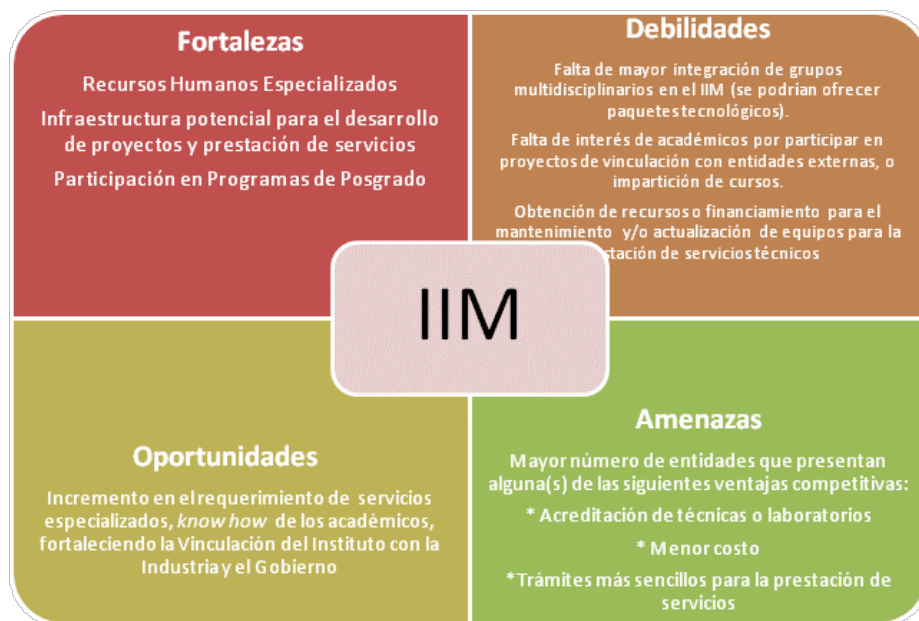 Fortalezas
Recursos Humanos Especializados
Infraestructura potencial para el desarrollo
de proyectos y prestación de servicios
Participación en Programas de Posgrado
Debilidades
Falta de mayor integración de grupos
multidisciplinarios en el IIM (se podrían ofrecer
paquetes tecnológicos).
Falta de interés de académicos por participar en
proyectos de vinculación con entidades externas, o
impartición de cursos.
Obtención de recursos o financiamiento para el
mantenimiento y/o actualización de equipos para la
stación de servicios técnicos
IIM
Oportunidades
Incremento en el requerimiento de servicios
especializados, know how de los académicos,
fortaleciendo la Vinculación del Instituto con la
Industria y el Gobierno
Amenazas
Mayor número de entidades que presentan
alguna(s) de las siguientes ventajas competitivas:
* Acreditación de técnicas o laboratorios
* Menor costo
*Trámites más sencillos para la prestación de
servicios